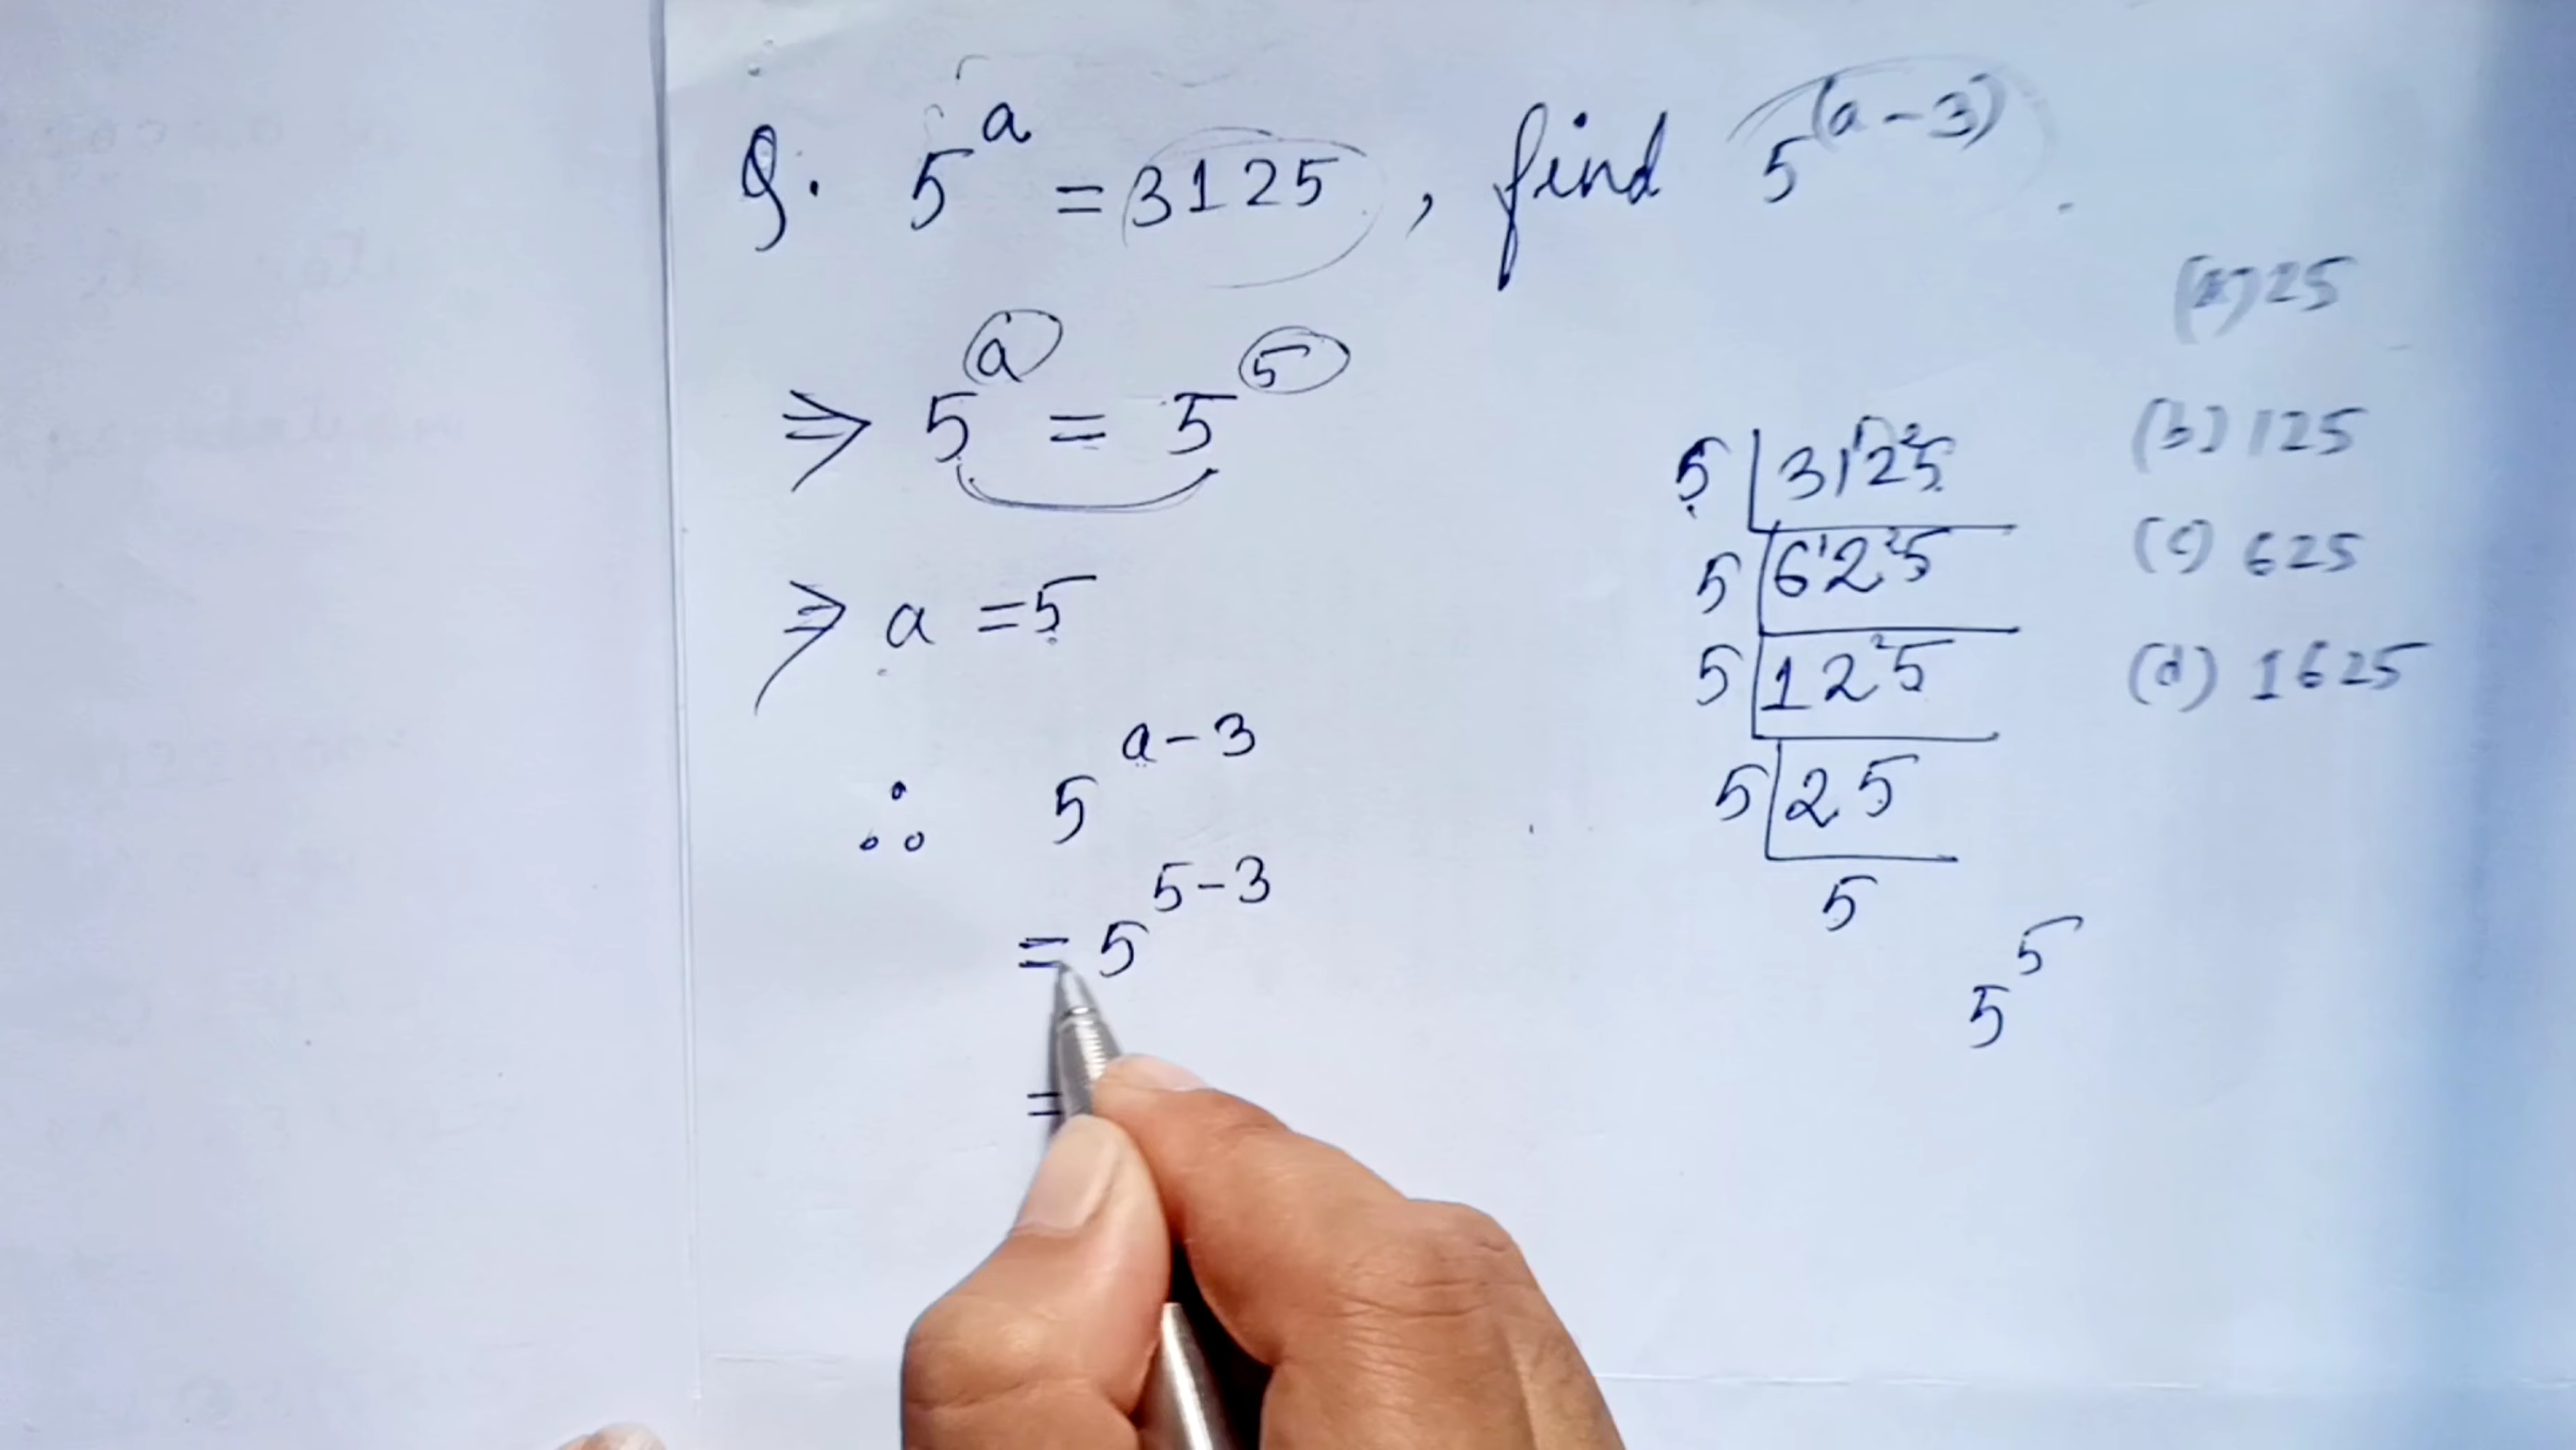 Q. 5^a = 3125, find 5^(a-3).
⇒ 5^a = 5^5
⇒ a = 5
∴ 5^a-3
= 5^5-3
=
5 | 3125
5 | 625
5 | 125
5 | 25
5
5^5
(a) 25
(b) 125
(c) 625
(d) 1625